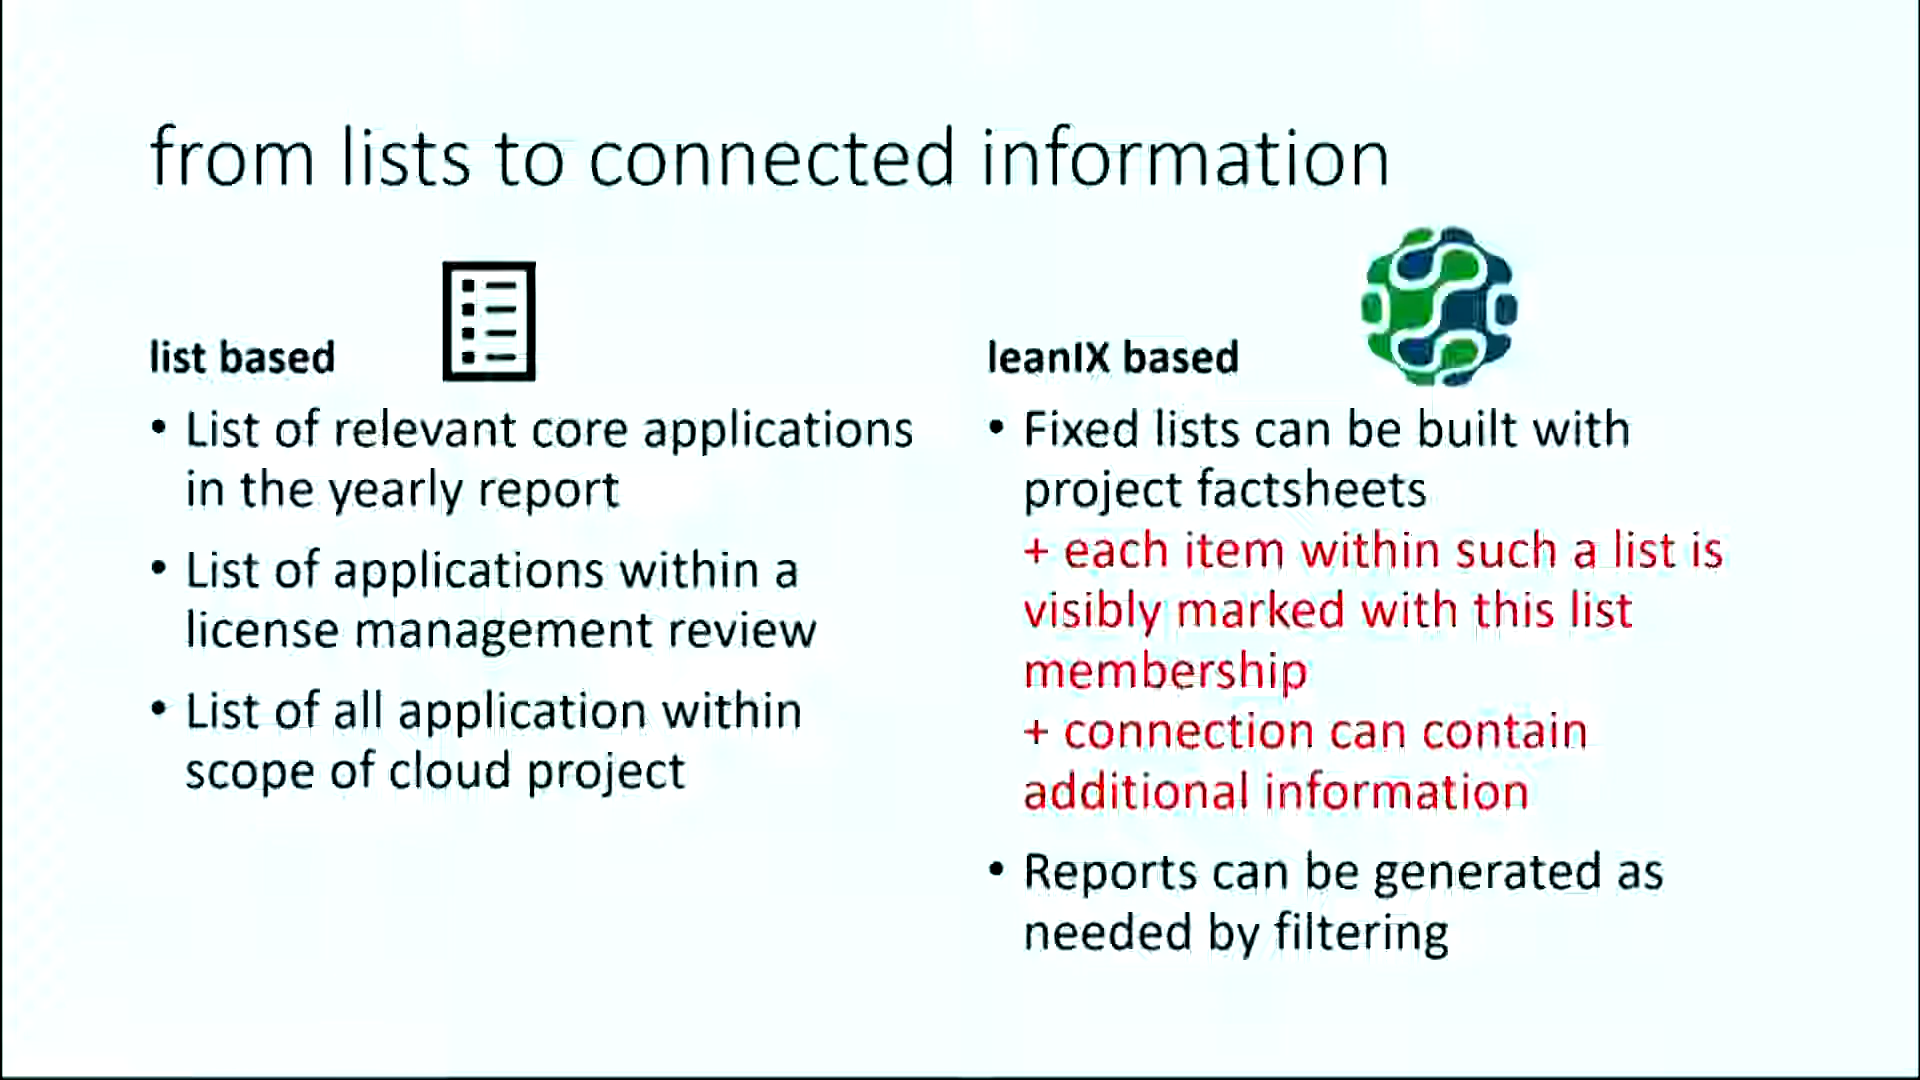 from lists to connected information
list based
• List of relevant core applications
in the yearly report
• List of applications within a
license management review
• List of all application within
scope of cloud project
leanIX based
• Fixed lists can be built with
project factsheets
+ each item within such a list is
visibly marked with this list
membership
+ connection can contain
additional information
• Reports can be generated as
needed by filtering